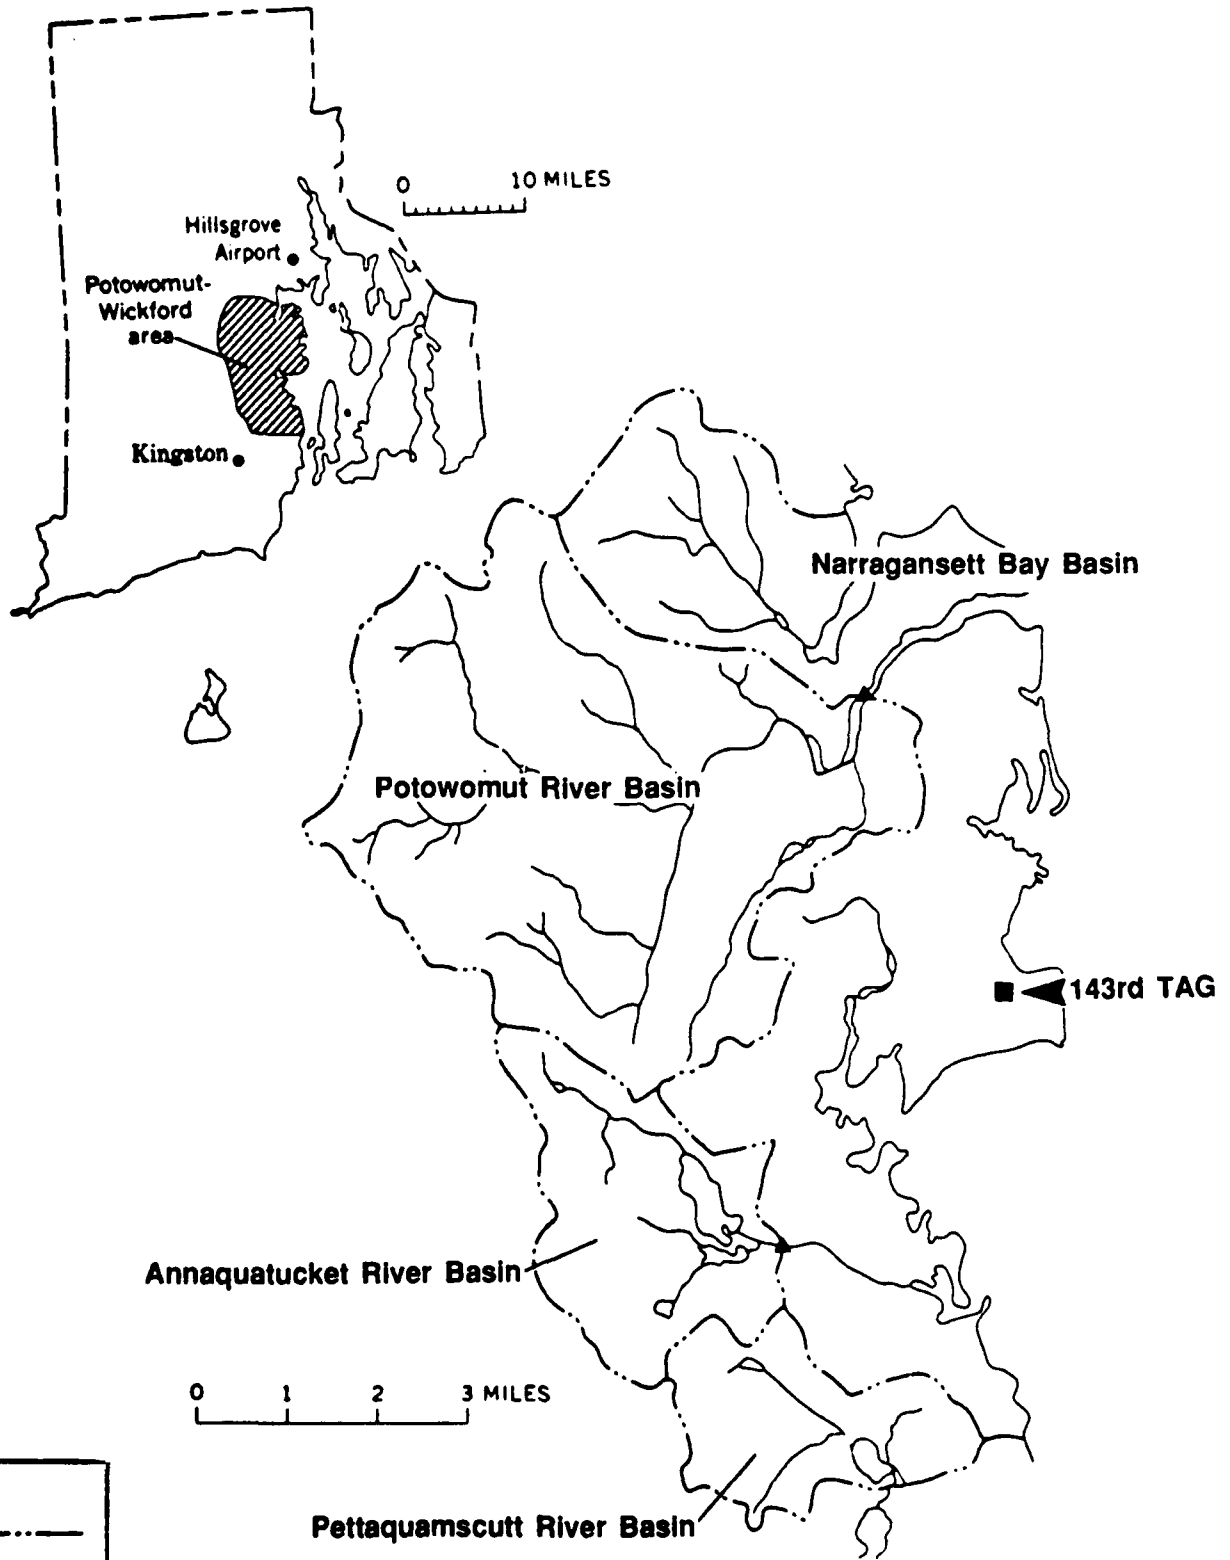 0 10 MILES
Hillsgrove
Airport
Potowomut-
Wickford
area
Kingston
Narragansett Bay Basin
Potowomut River Basin
143rd TAG
Annaquatucket River Basin
0 1 2 3 MILES
Pettaquamscutt River Basin